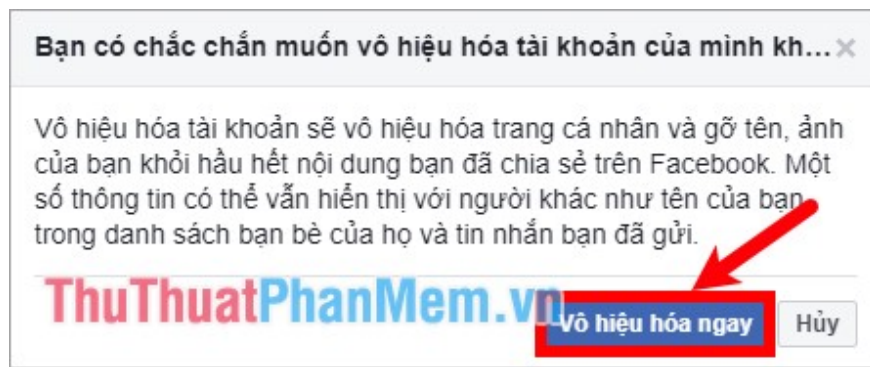 Bạn có chắc chắn muốn vô hiệu hóa tài khoản của mình kh...
Vô hiệu hóa tài khoản sẽ vô hiệu hóa trang cá nhân và gỡ tên, ảnh
của bạn khỏi hầu hết nội dung bạn đã chia sẻ trên Facebook. Một
số thông tin có thể vẫn hiển thị với người khác như tên của bạn
trong danh sách bạn bè của họ và tin nhắn bạn đã gửi.
ThuThuatPhanMem.vn
Vô hiệu hóa ngay
Hủy